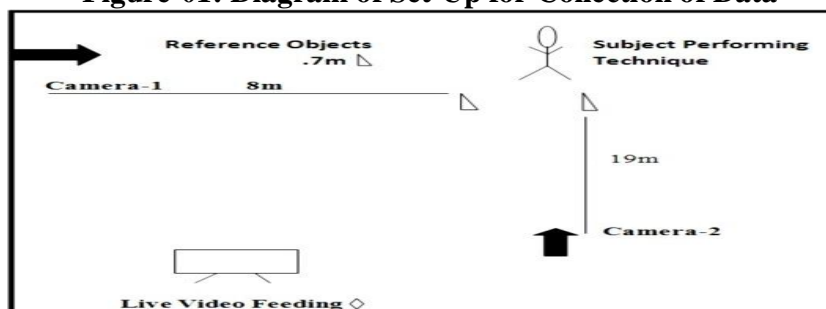 Figure-01: Diagram of Set-Up for Collection of Data
Reference Objects
.7m
Subject Performing
Technique
Camera-1 8m
19m
Camera-2
Live Video Feeding